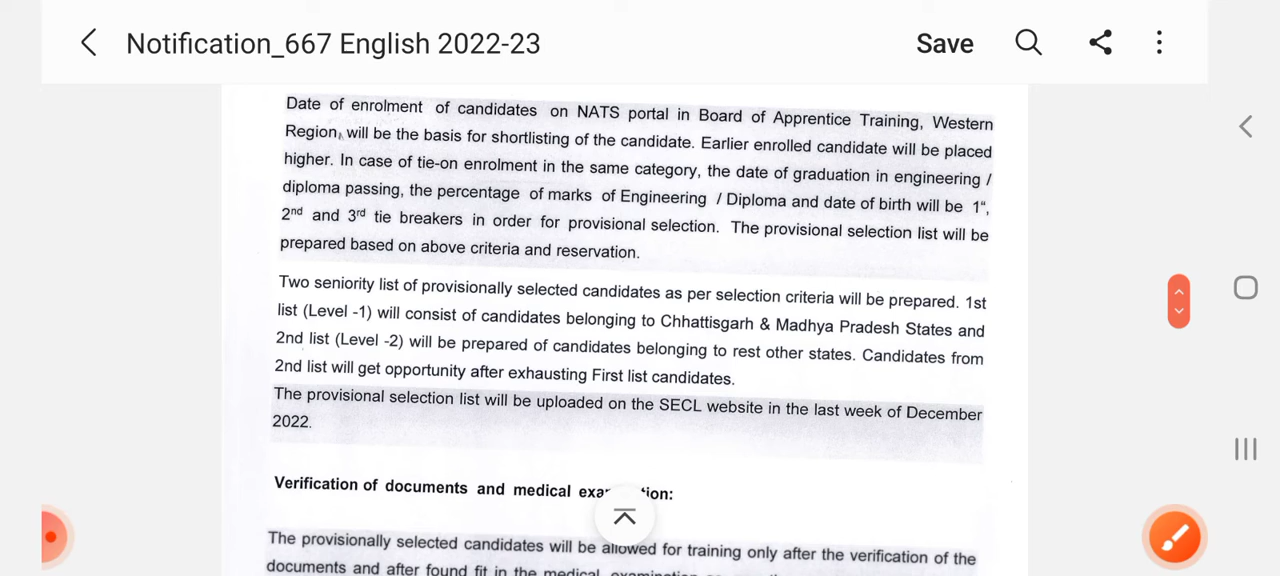 Notification_667 English 2022-23
Save
Date of enrolment of candidates on NATS portal in Board of Apprentice Training, Western
Region, will be the basis for shortlisting of the candidate. Earlier enrolled candidate will be placed
higher. In case of tie-on enrolment in the same category, the date of graduation in engineering /
diploma passing, the percentage of marks of Engineering / Diploma and date of birth will be 1st,
2nd and 3rd tie breakers in order for provisional selection. The provisional selection list will be
prepared based on above criteria and reservation.
Two seniority list of provisionally selected candidates as per selection criteria will be prepared. 1st
list (Level -1) will consist of candidates belonging to Chhattisgarh & Madhya Pradesh States and
2nd list (Level -2) will be prepared of candidates belonging to rest other states. Candidates from
2nd list will get opportunity after exhausting First list candidates.
The provisional selection list will be uploaded on the SECL website in the last week of December
2022.
Verification of documents and medical
The provisionally selected candidates will be allowed for training only after the verification of the
documents and after found fit in the medical